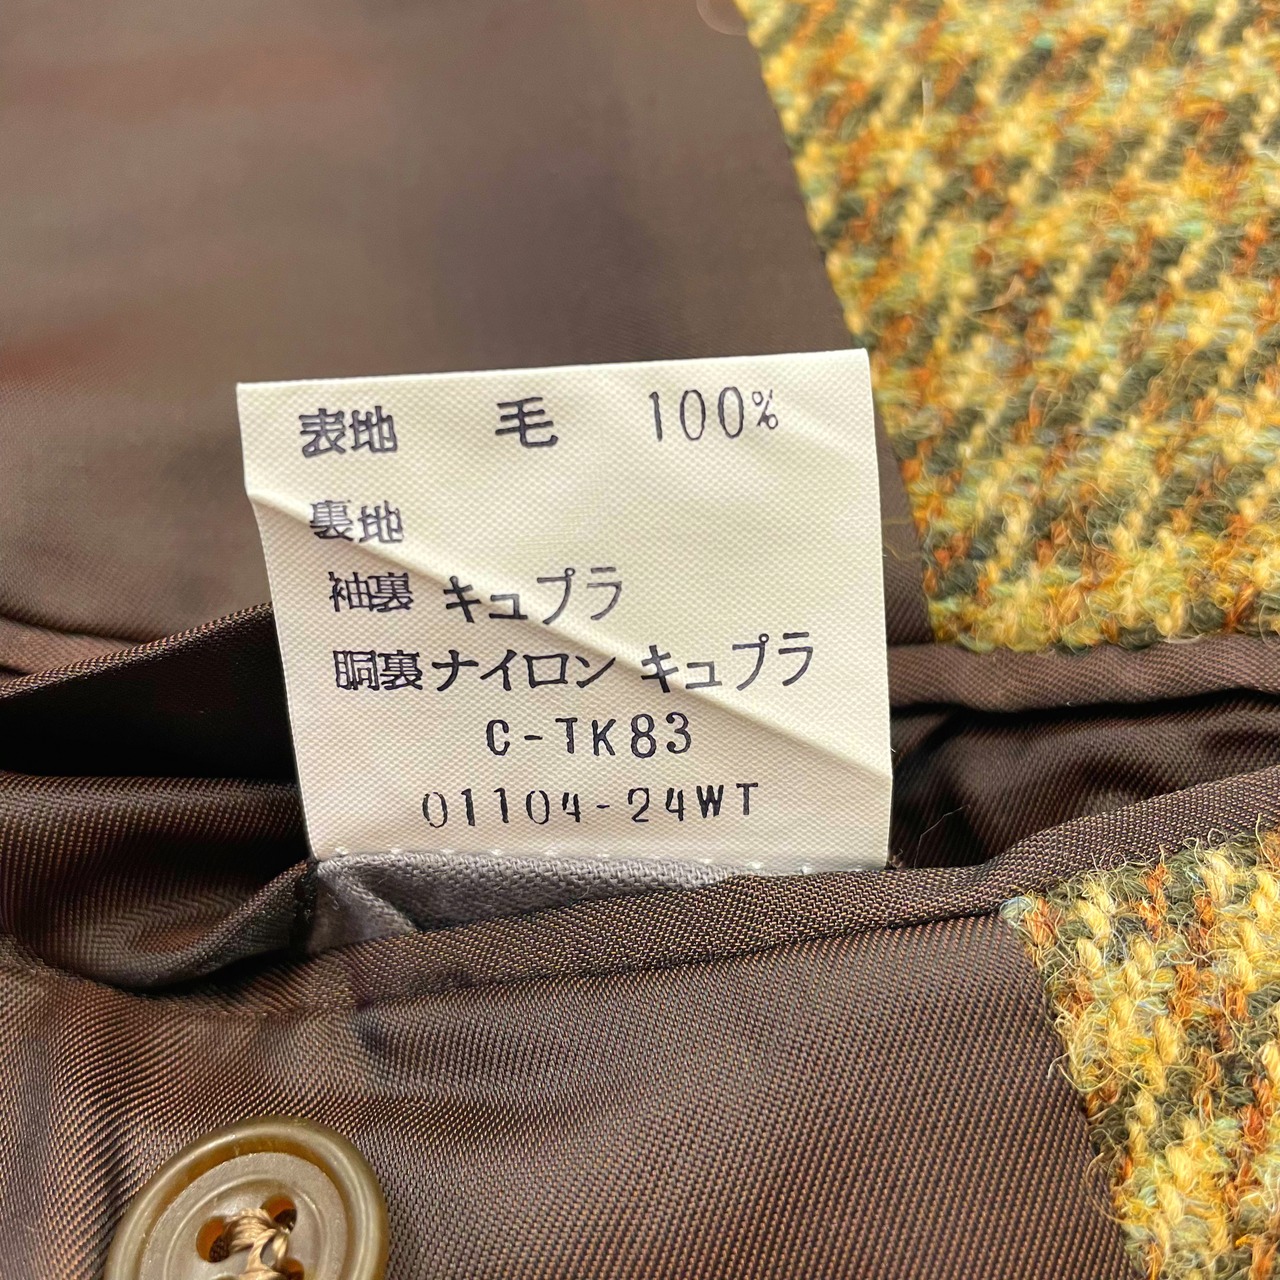 表地 毛 100%
裏地
袖裏 キュプラ
胴裏 ナイロン キュプラ
C-TK83
01104-24WT